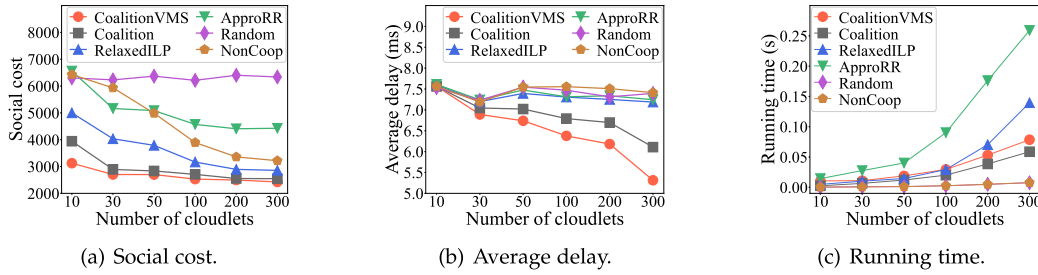 CoalitionVMS
Coalition
RelaxedILP
ApproRR
Random
NonCoop
Social cost
8000
7000
6000
5000
4000
3000
2000
10 30 50 100 200 300
Number of cloudlets
(a) Social cost.
CoalitionVMS
Coalition
RelaxedILP
ApproRR
Random
NonCoop
Average delay (ms)
9.0
8.5
8.0
7.5
7.0
6.5
6.0
5.5
5.0
10 30 50 100 200 300
Number of cloudlets
(b) Average delay.
CoalitionVMS
Coalition
RelaxedILP
ApproRR
Random
NonCoop
Running time (s)
0.25
0.20
0.15
0.10
0.05
0.00
10 30 50 100 200 300
Number of cloudlets
(c) Running time.